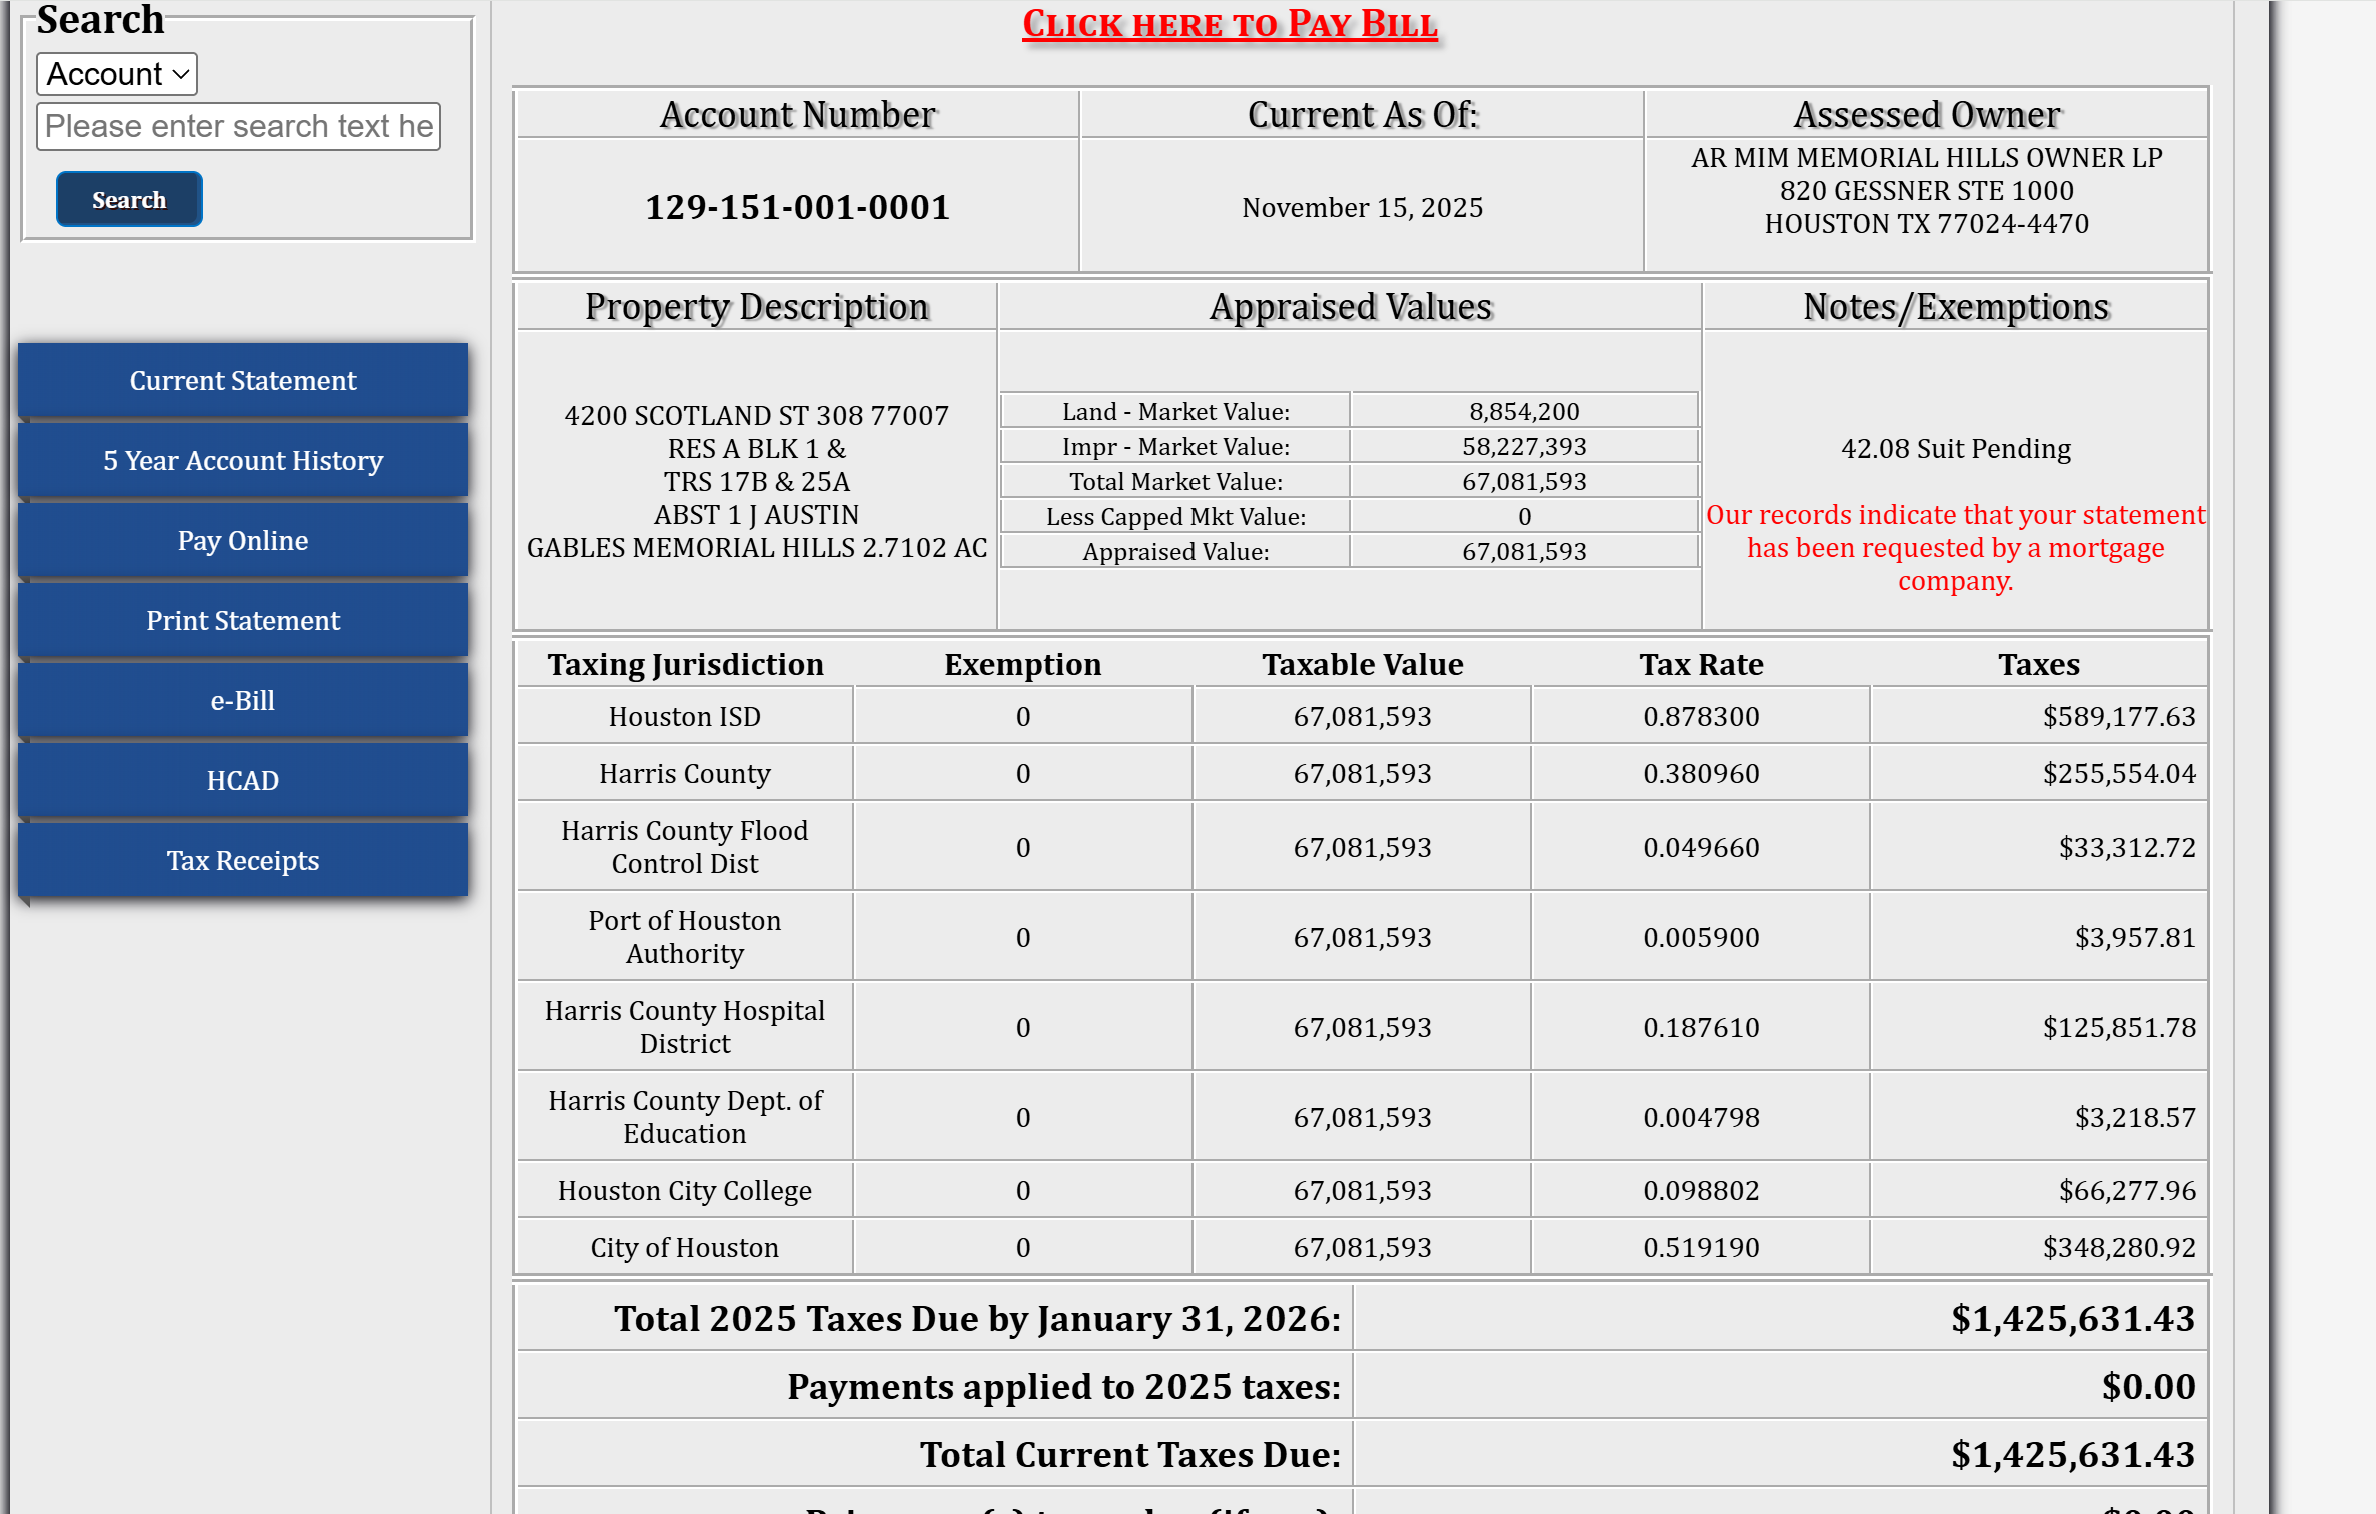 Search
Account
Please enter search text he
Search
Current Statement
5 Year Account History
Pay Online
Print Statement
e-Bill
HCAD
Tax Receipts
Click here to Pay Bill
Account Number Current As Of: Assessed Owner
129-151-001-0001 November 15, 2025 AR MIM MEMORIAL HILLS OWNER LP
820 GESSNER STE 1000
HOUSTON TX 77024-4470
Property Description Appraised Values Notes/Exemptions
4200 SCOTLAND ST 308 77007
RES A BLK 1 &
TRS 17B & 25A
ABST 1 J AUSTIN
GABLES MEMORIAL HILLS 2.7102 AC
Land - Market Value: 8,854,200
Impr - Market Value: 58,227,393
Total Market Value: 67,081,593
Less Capped Mkt Value: 0
Appraised Value: 67,081,593
42.08 Suit Pending
Our records indicate that your statement
has been requested by a mortgage
company.
Taxing Jurisdiction Exemption Taxable Value Tax Rate Taxes
Houston ISD 0 67,081,593 0.878300 $589,177.63
Harris County 0 67,081,593 0.380960 $255,554.04
Harris County Flood
Control Dist 0 67,081,593 0.049660 $33,312.72
Port of Houston
Authority 0 67,081,593 0.005900 $3,957.81
Harris County Hospital
District 0 67,081,593 0.187610 $125,851.78
Harris County Dept. of
Education 0 67,081,593 0.004798 $3,218.57
Houston City College 0 67,081,593 0.098802 $66,277.96
City of Houston 0 67,081,593 0.519190 $348,280.92
Total 2025 Taxes Due by January 31, 2026: $1,425,631.43
Payments applied to 2025 taxes: $0.00
Total Current Taxes Due: $1,425,631.43